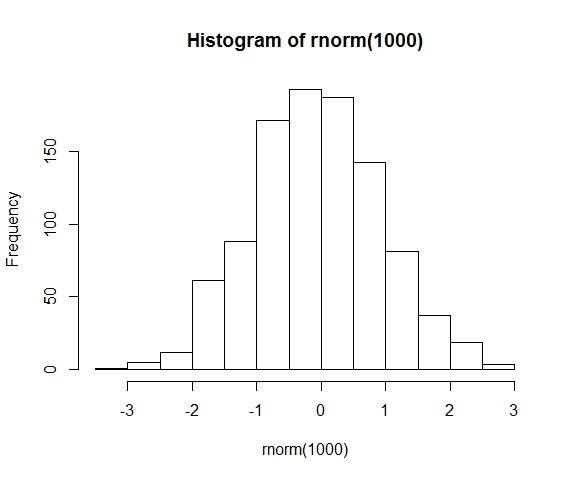 Histogram of rnorm(1000)
Frequency
150
100
50
0
-3 -2 -1 0 1 2 3
rnorm(1000)